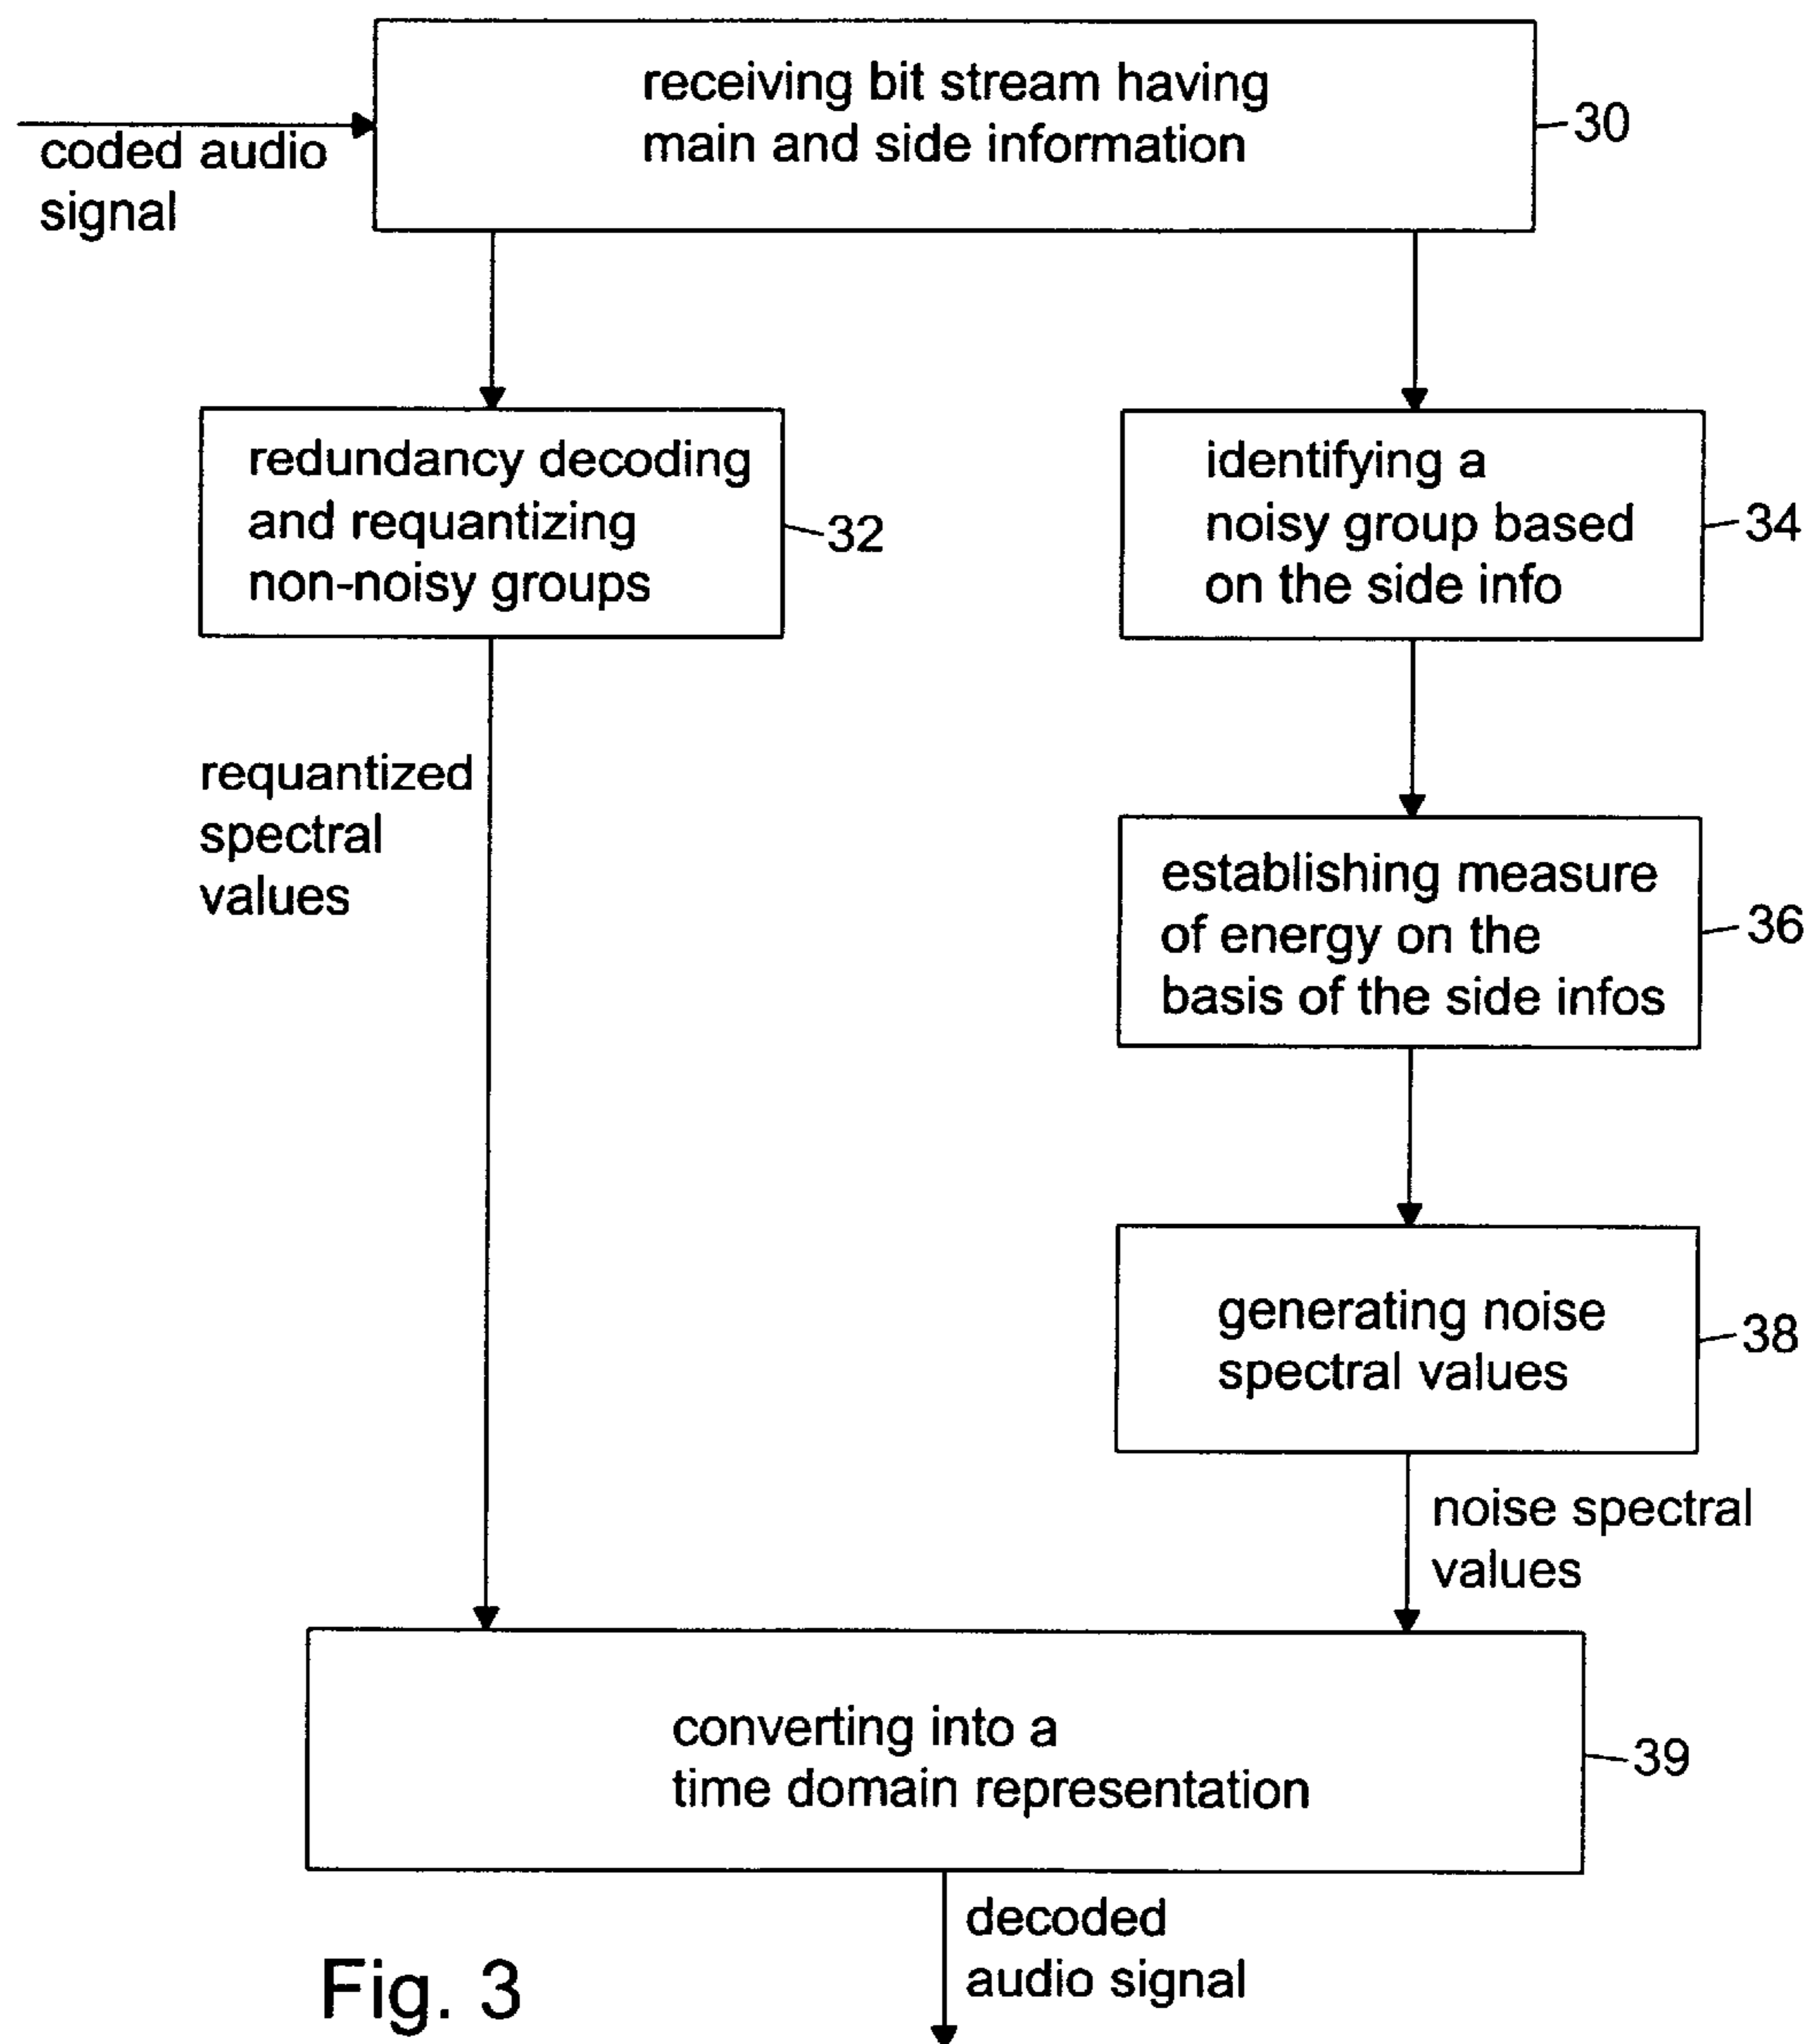 receiving bit stream having
main and side information
30
coded audio
signal
redundancy decoding
and requantizing
non-noisy groups
32
identifying a
noisy group based
on the side info
34
requantized
spectral
values
establishing measure
of energy on the
basis of the side infos
36
generating noise
spectral values
38
noise spectral
values
converting into a
time domain representation
39
decoded
audio signal
Fig. 3